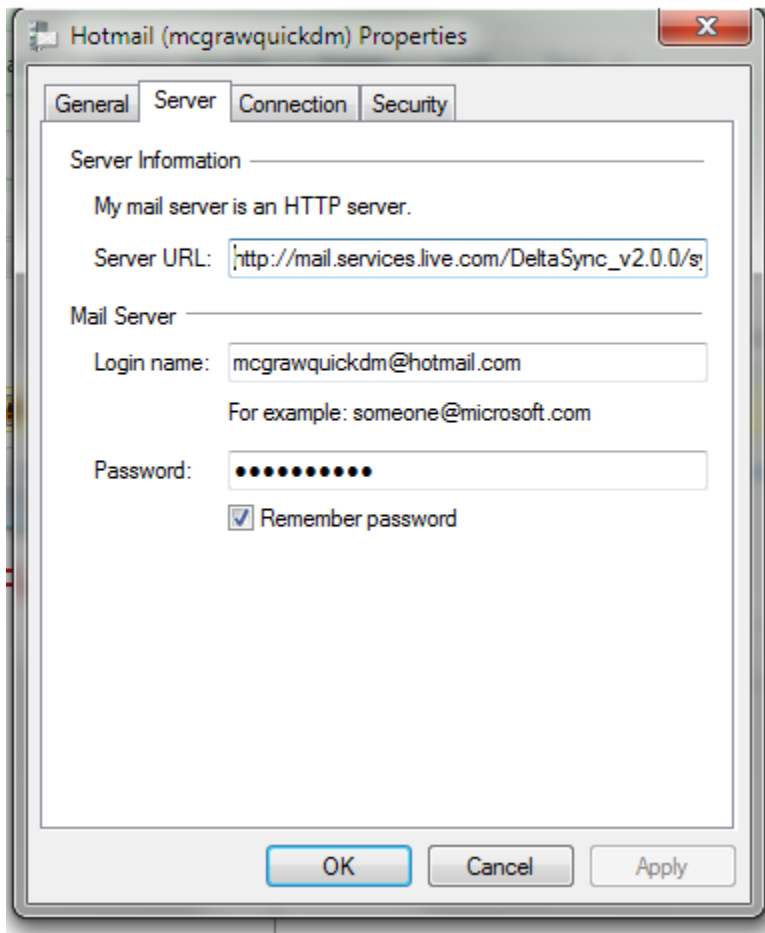 Hotmail (mcgrawquickdm) Properties
General Server Connection Security
Server Information
My mail server is an HTTP server.
Server URL: http://mail.services.live.com/DeltaSync_v2.0.0/sy
Mail Server
Login name: mcgrawquickdm@hotmail.com
For example: someone@microsoft.com
Password: ●●●●●●●●●●
Remember password
OK Cancel Apply